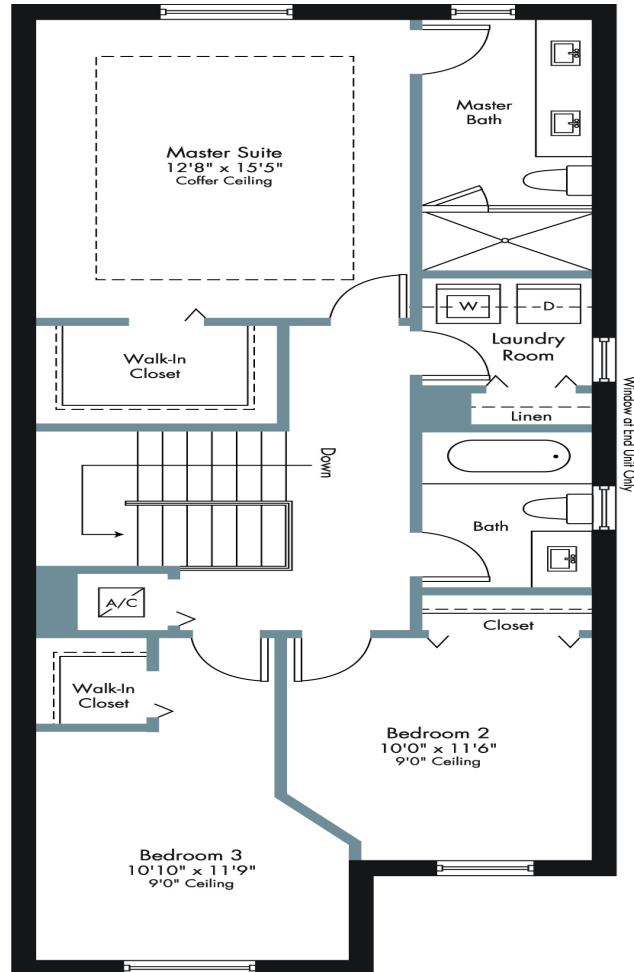 Master Suite
12'8" x 15'5"
Coffer Ceiling
Master
Bath
W
D
Laundry
Room
Walk-In
Closet
Linen
Window at End Unit Only
Down
Bath
A/C
Closet
Walk-In
Closet
Bedroom 2
10'0" x 11'6"
9'0" Ceiling
Bedroom 3
10'10" x 11'9"
9'0" Ceiling